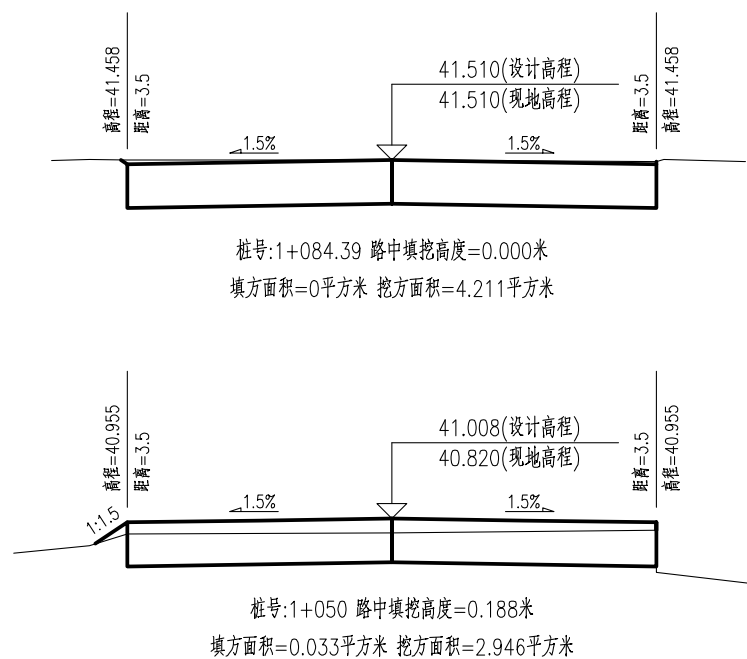 高程=41.458
距离=3.5
41.510(设计高程)
41.510(现地高程)
距离=3.5
高程=41.458
1.5%
1.5%
桩号:1+084.39 路中填挖高度=0.000米
填方面积=0平方米 挖方面积=4.211平方米
高程=40.955
距离=3.5
41.008(设计高程)
40.820(现地高程)
距离=3.5
高程=40.955
1:1.5
1.5%
1.5%
桩号:1+050 路中填挖高度=0.188米
填方面积=0.033平方米 挖方面积=2.946平方米